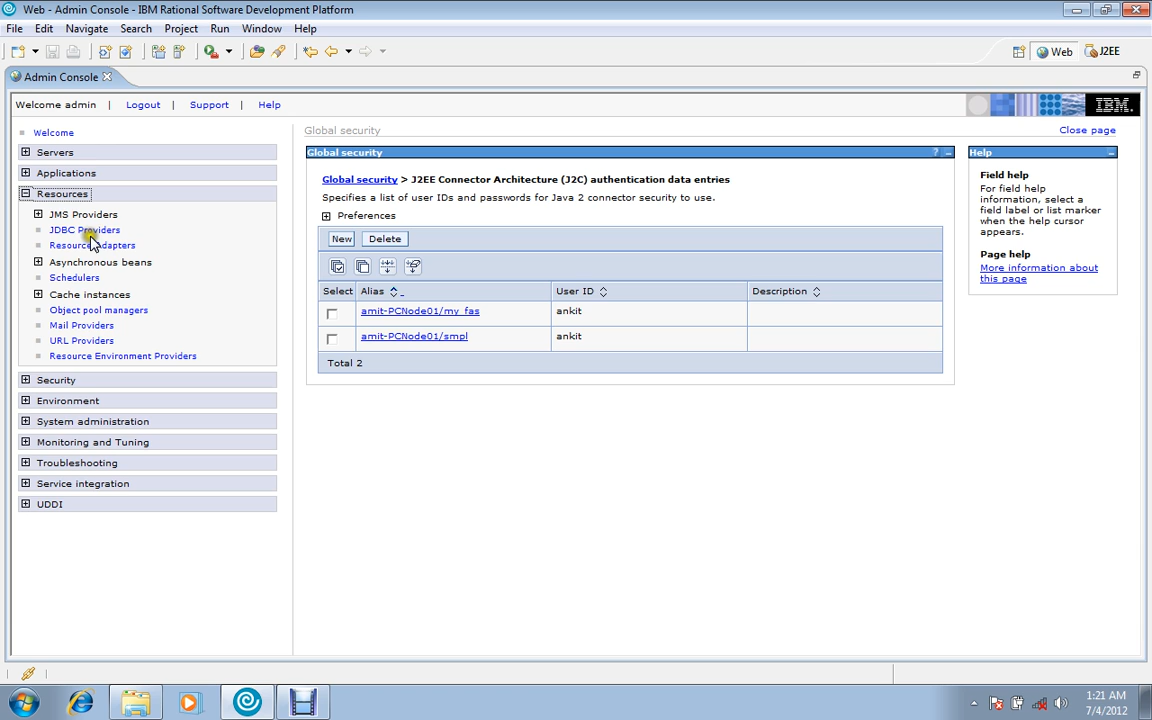 Web - Admin Console - IBM Rational Software Development Platform
File Edit Navigate Search Project Run Window Help
Web J2EE
Admin Console
Welcome admin | Logout | Support | Help
IBM.
Welcome
Servers
Applications
Resources
JMS Providers
JDBC Providers
Resource Adapters
Asynchronous beans
Schedulers
Cache instances
Object pool managers
Mail Providers
URL Providers
Resource Environment Providers
Security
Environment
System administration
Monitoring and Tuning
Troubleshooting
Service integration
UDDI
Global security Close page
Global security ? –
Global security > J2EE Connector Architecture (J2C) authentication data entries
Specifies a list of user IDs and passwords for Java 2 connector security to use.
Preferences
New Delete
Select Alias User ID Description
amit-PCNode01/my_fas ankit
amit-PCNode01/smpl ankit
Total 2
Help –
Field help
For field help
information, select a
field label or list marker
when the help cursor
appears.
Page help
More information about
this page
1:21 AM
7/4/2012